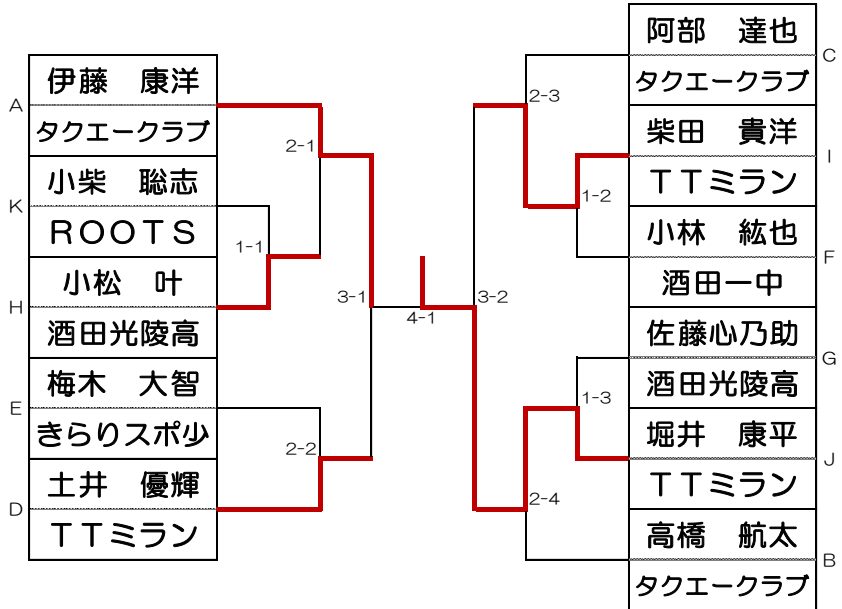 A
伊藤　康洋
タクエークラブ
K
小柴　聡志
ＲＯＯＴＳ
H
小松　叶
酒田光陵高
E
梅木　大智
きらりスポ少
D
土井　優輝
ＴＴミラン
2-1
1-1
3-1
2-2
4-1
3-2
2-3
1-2
1-3
2-4
阿部　達也
タクエークラブ
C
柴田　貴洋
ＴＴミラン
I
小林　紘也
酒田一中
F
佐藤心乃助
酒田光陵高
G
堀井　康平
ＴＴミラン
J
高橋　航太
タクエークラブ
B